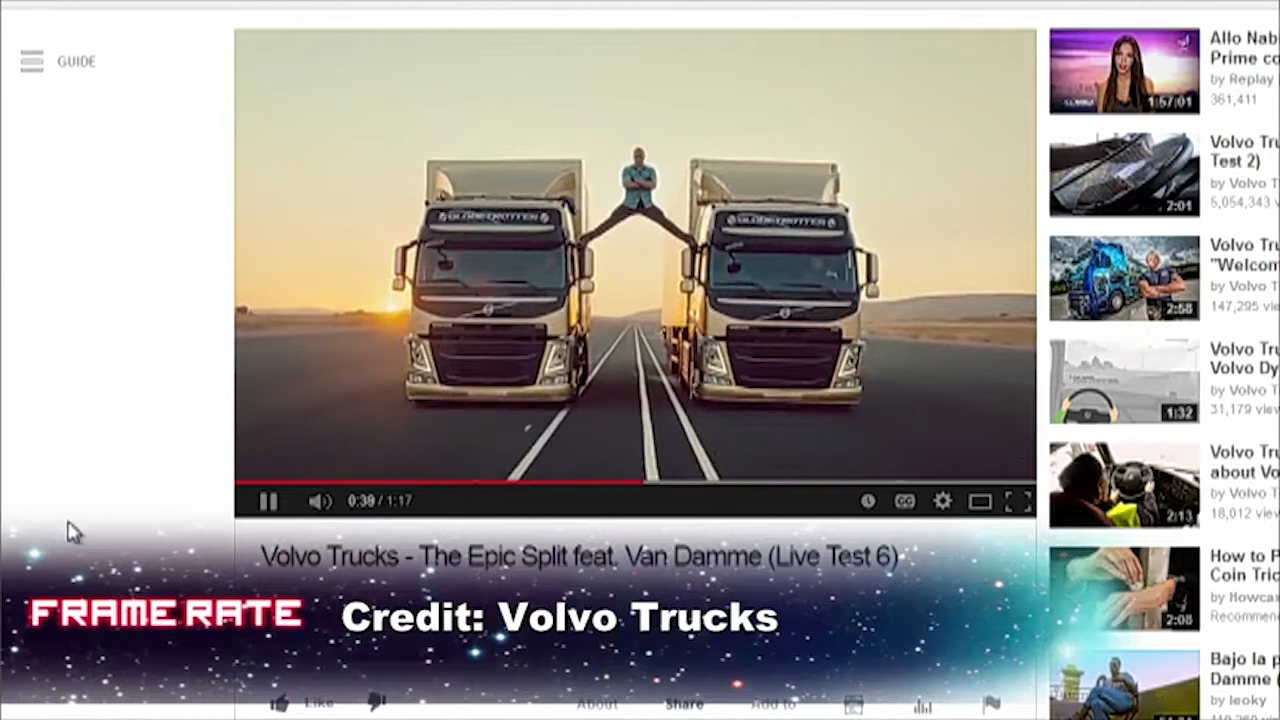 GUIDE
GLOBETROTTER
GLOBETROTTER
0:39 / 1:17
Volvo Trucks - The Epic Split feat. Van Damme (Live Test 6)
FRAME RATE
Credit: Volvo Trucks
Like
About
Share
Add to
1:57:01
Allo Nab
Prime co
by Replay
361,411
2:01
Volvo Tru
Test 2)
by Volvo T
5,054,343 v
2:58
Volvo Tru
"Welcom
by Volvo T
147,295 vie
1:32
Volvo Tru
Volvo Dy
by Volvo T
31,179 view
2:13
Volvo Tru
about Vo
by Volvo T
18,012 view
2:08
How to P
Coin Tric
by Howcas
Recommen
Bajo la p
Damme (
by leoky